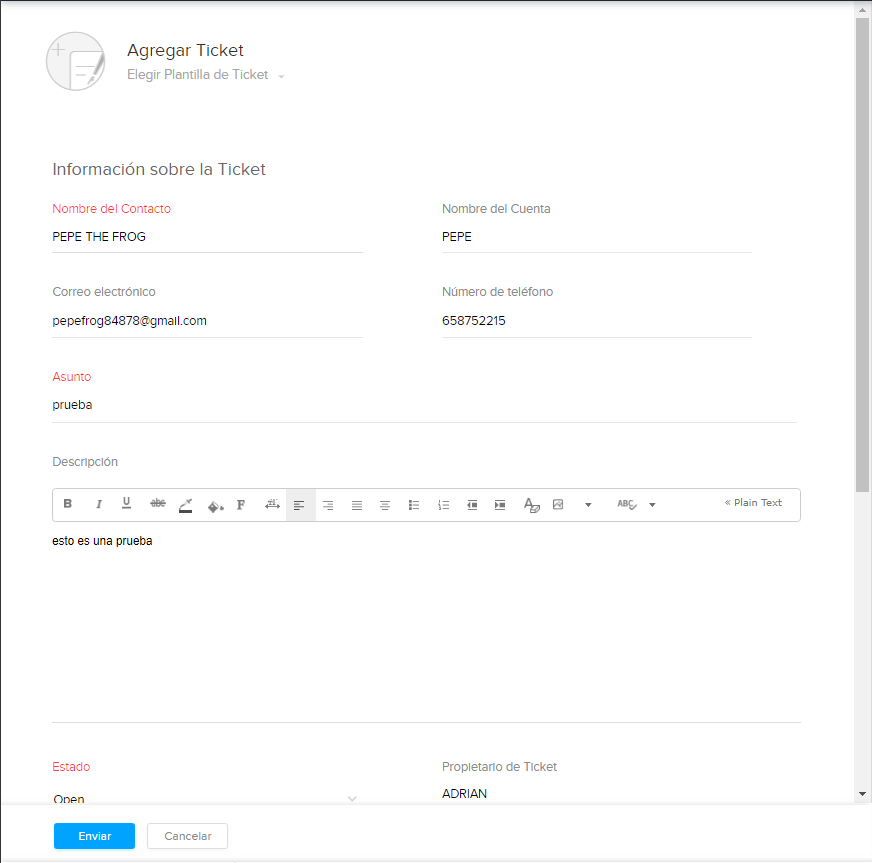 Agregar Ticket
Elegir Plantilla de Ticket
Información sobre la Ticket
Nombre del Contacto
Nombre del Cuenta
PEPE THE FROG
PEPE
Correo electrónico
Número de teléfono
pepefrog84878@gmail.com
658752215
Asunto
prueba
Descripción
B I U abc F A ABC « Plain Text
esto es una prueba
Estado
Propietario de Ticket
Open
ADRIAN
Enviar
Cancelar